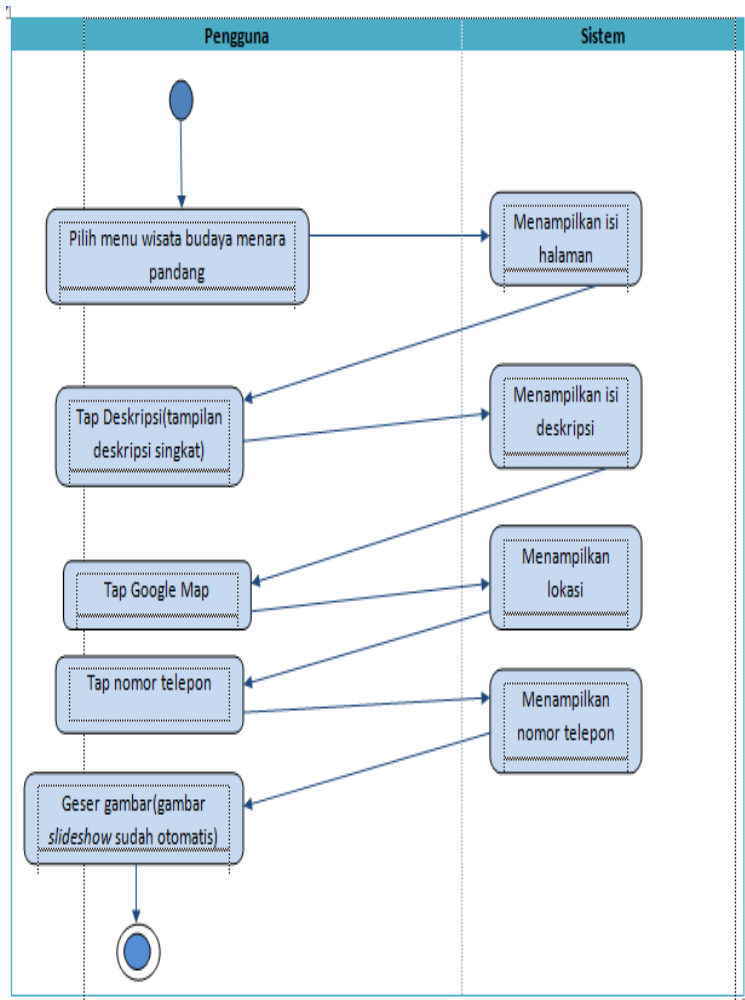 Pengguna
Sistem
Pilih menu wisata budaya menara
pandang
Menampilkan isi
halaman
Tap Deskripsi(tampilan
deskripsi singkat)
Menampilkan isi
deskripsi
Tap Google Map
Menampilkan
lokasi
Tap nomor telepon
Menampilkan
nomor telepon
Geser gambar(gambar
slideshow sudah otomatis)